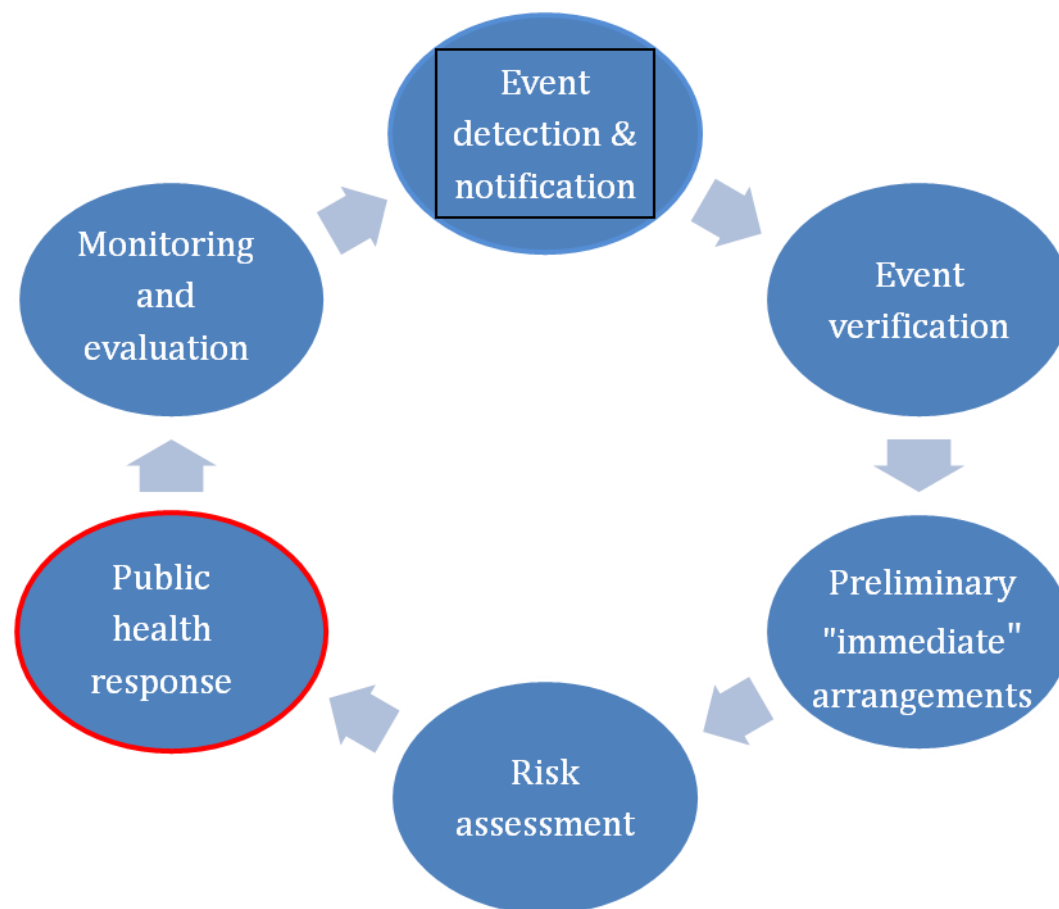 Event
detection &
notification
Event
verification
Preliminary
"immediate"
arrangements
Risk
assessment
Public
health
response
Monitoring
and
evaluation